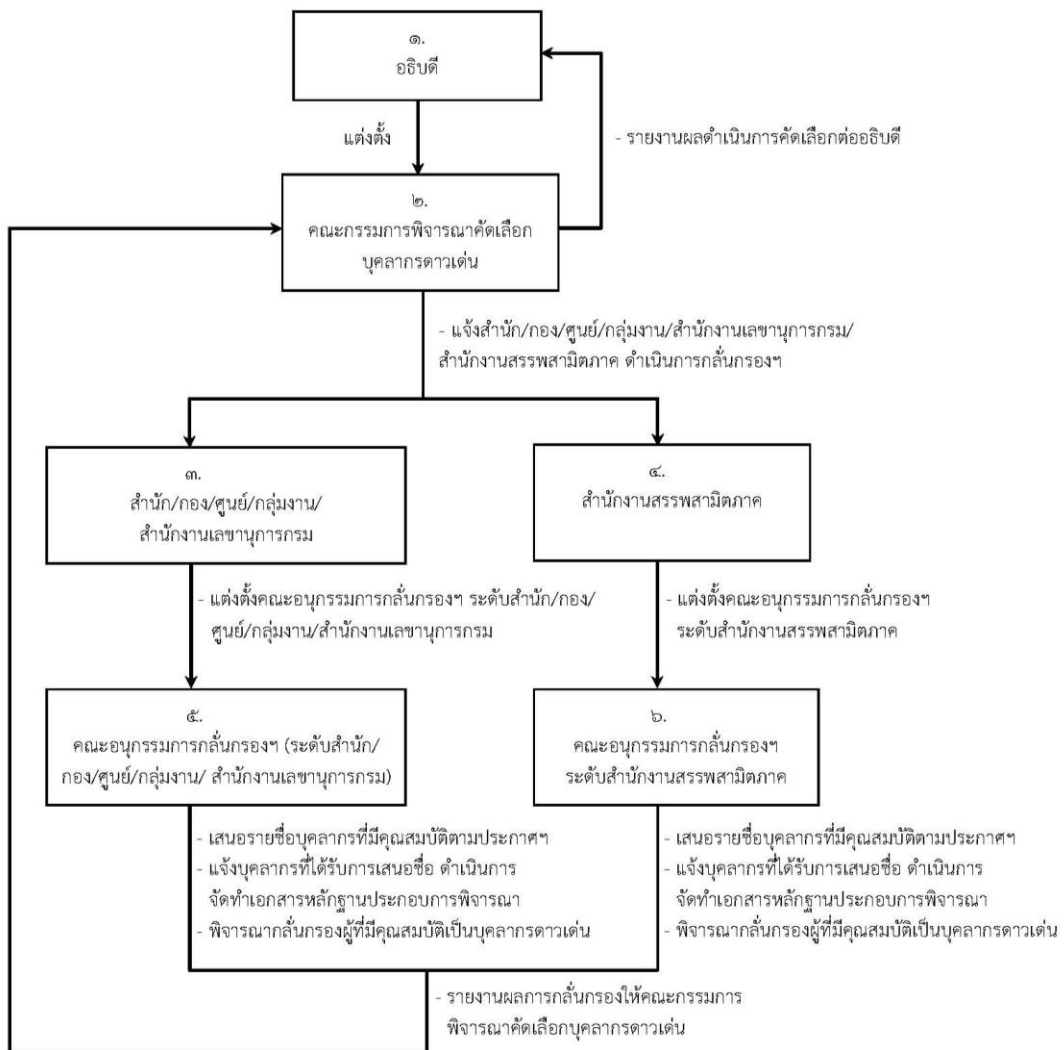 ๑.
อธิบดี
แต่งตั้ง
- รายงานผลดำเนินการคัดเลือกต่ออธิบดี
๒.
คณะกรรมการพิจารณาคัดเลือก
บุคลากรดาวเด่น
- แจ้งสำนัก/กอง/ศูนย์/กลุ่มงาน/สำนักงานเลขานุการกรม/
สำนักงานสรรพสามิตภาค ดำเนินการกลั่นกรองฯ
๓.
สำนัก/กอง/ศูนย์/กลุ่มงาน/
สำนักงานเลขานุการกรม
๔.
สำนักงานสรรพสามิตภาค
- แต่งตั้งคณะอนุกรรมการกลั่นกรองฯ ระดับสำนัก/กอง/
ศูนย์/กลุ่มงาน/สำนักงานเลขานุการกรม
- แต่งตั้งคณะอนุกรรมการกลั่นกรองฯ
ระดับสำนักงานสรรพสามิตภาค
๕.
คณะอนุกรรมการกลั่นกรองฯ (ระดับสำนัก/
กอง/ศูนย์/กลุ่มงาน/ สำนักงานเลขานุการกรม)
๖.
คณะอนุกรรมการกลั่นกรองฯ
ระดับสำนักงานสรรพสามิตภาค
- เสนอรายชื่อบุคลากรที่มีคุณสมบัติตามประกาศฯ
- แจ้งบุคลากรที่ได้รับการเสนอชื่อ ดำเนินการ
จัดทำเอกสารหลักฐานประกอบการพิจารณา
- พิจารณากลั่นกรองผู้ที่มีคุณสมบัติเป็นบุคลากรดาวเด่น
- เสนอรายชื่อบุคลากรที่มีคุณสมบัติตามประกาศฯ
- แจ้งบุคลากรที่ได้รับการเสนอชื่อ ดำเนินการ
จัดทำเอกสารหลักฐานประกอบการพิจารณา
- พิจารณากลั่นกรองผู้ที่มีคุณสมบัติเป็นบุคลากรดาวเด่น
- รายงานผลการกลั่นกรองให้คณะกรรมการ
พิจารณาคัดเลือกบุคลากรดาวเด่น